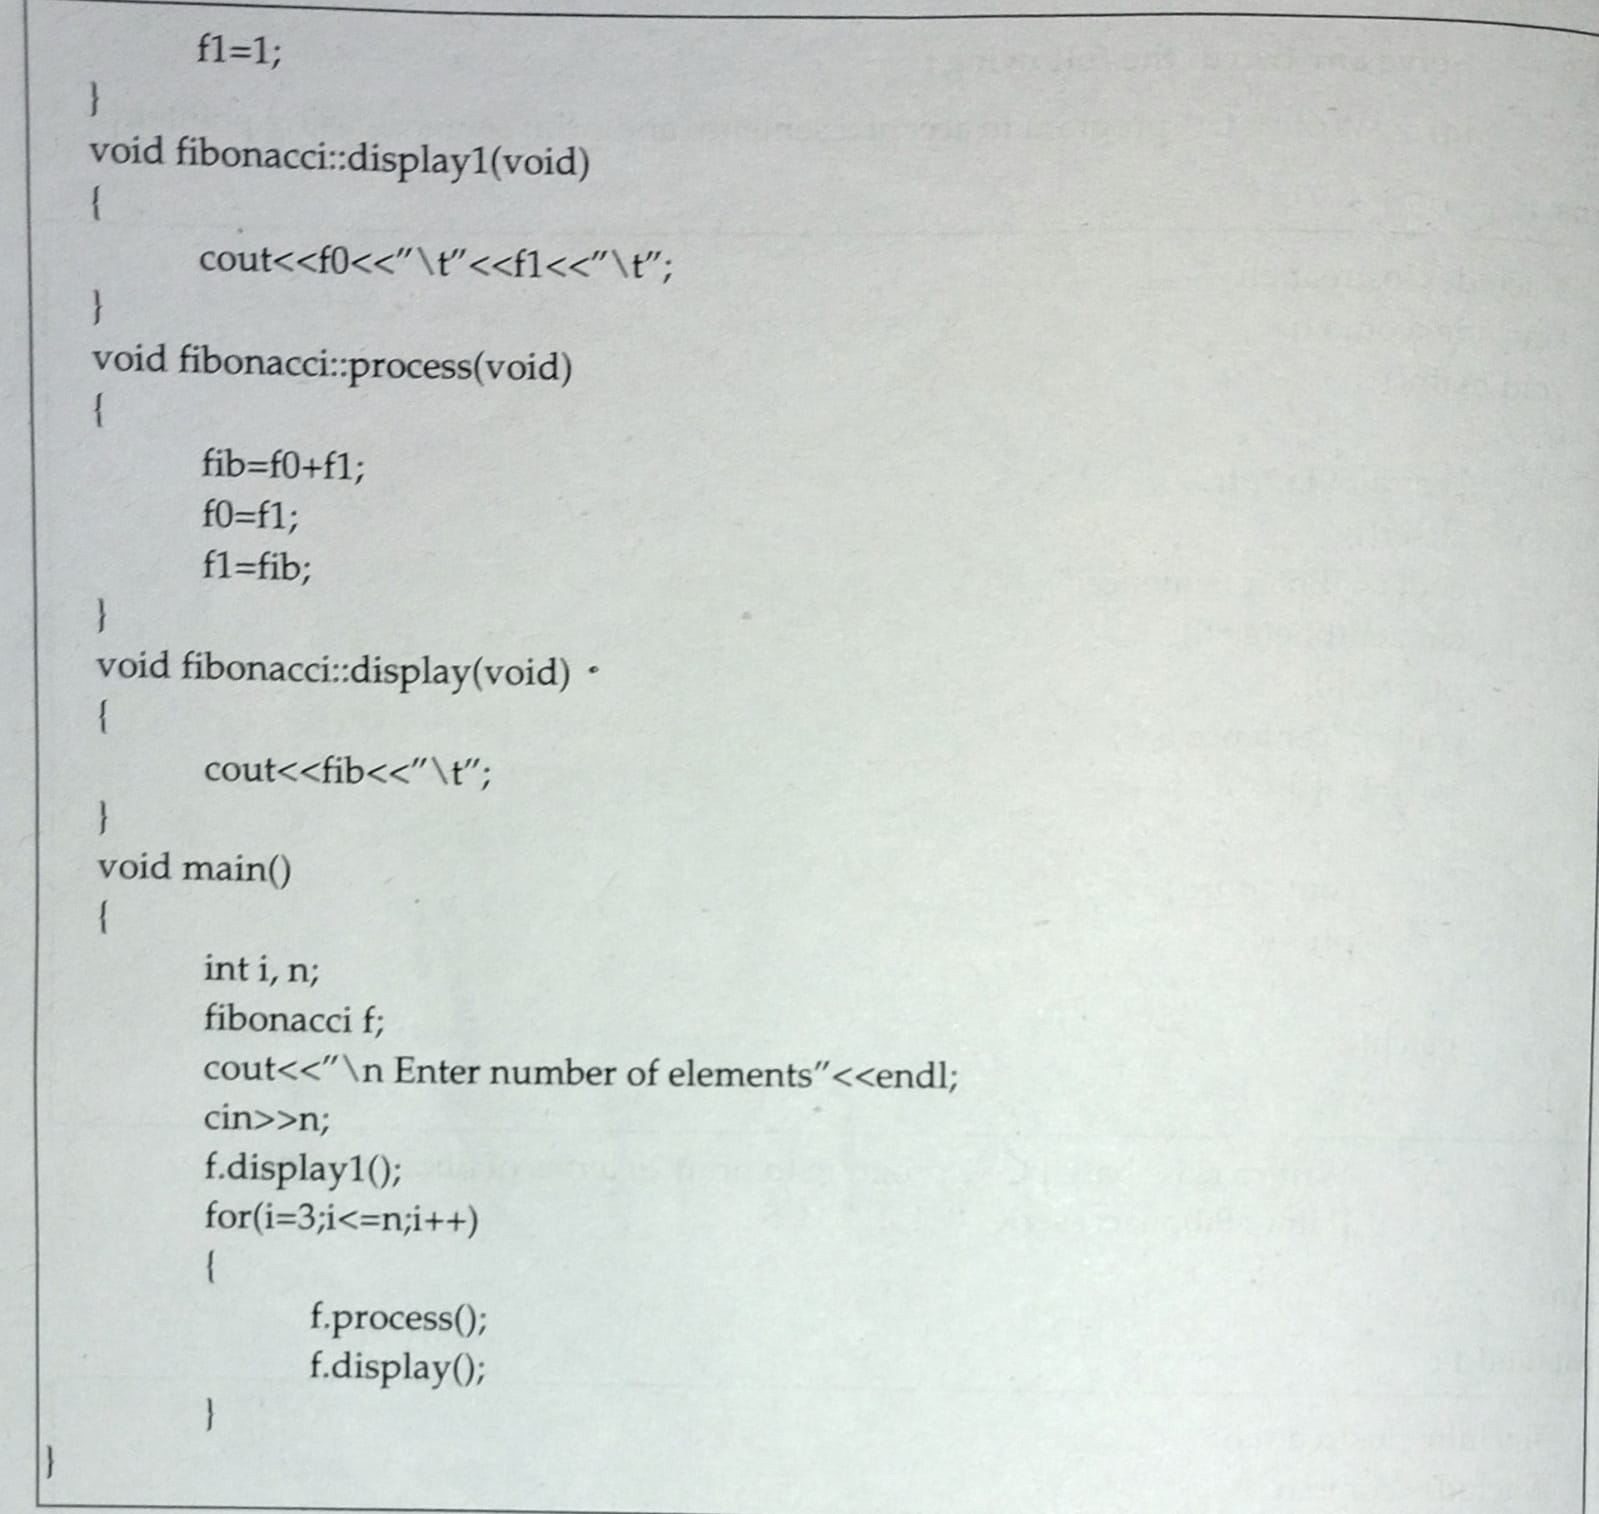 f1=1;
}
void fibonacci::display1(void)
{
cout<<f0<<"\t"<<f1<<"\t";
}
void fibonacci::process(void)
{
fib=f0+f1;
f0=f1;
f1=fib;
}
void fibonacci::display(void)
{
cout<<fib<<"\t";
}
void main()
{
int i, n;
fibonacci f;
cout<<"\n Enter number of elements"<<endl;
cin>>n;
f.display1();
for(i=3;i<=n;i++)
{
f.process();
f.display();
}
}